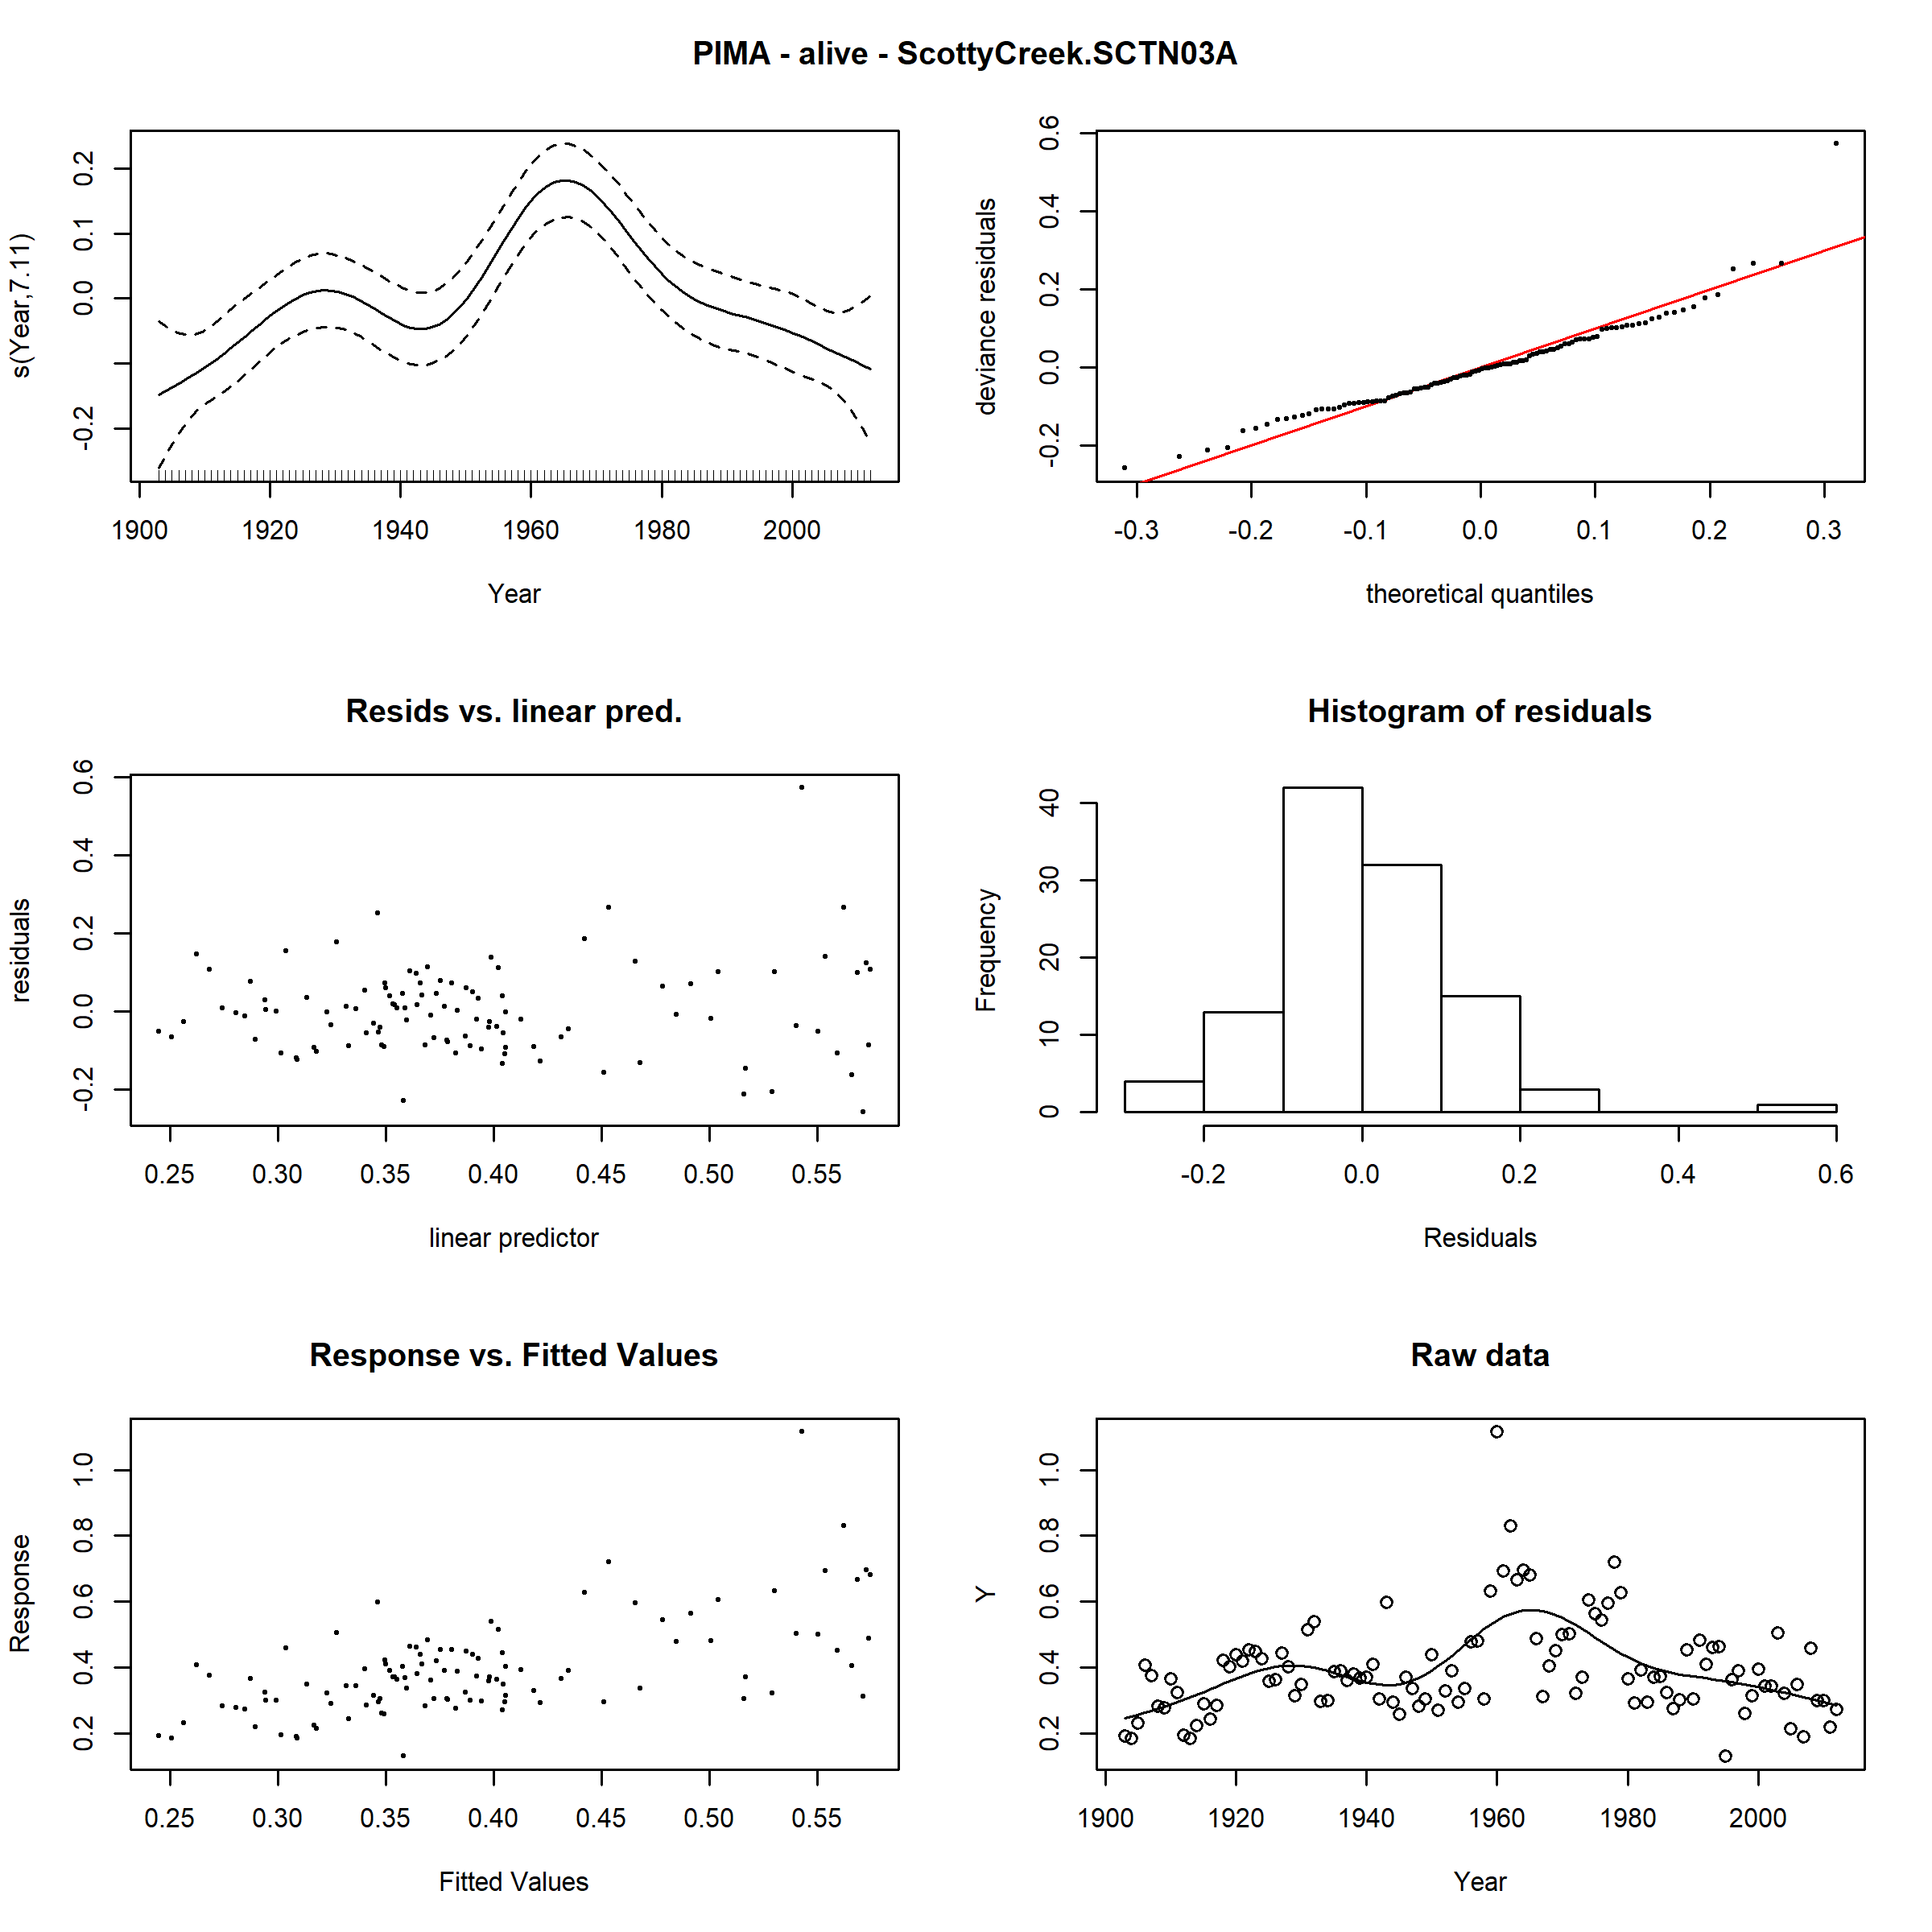 PIMA - alive - ScottyCreek.SCTN03A
s(Year,7.11)
0.2
0.1
0.0
-0.2
1900 1920 1940 1960 1980 2000
Year
deviance residuals
0.6
0.4
0.2
0.0
-0.2
-0.3 -0.2 -0.1 0.0 0.1 0.2 0.3
theoretical quantiles
Resids vs. linear pred.
residuals
0.6
0.4
0.2
0.0
-0.2
0.25 0.30 0.35 0.40 0.45 0.50 0.55
linear predictor
Histogram of residuals
Frequency
40
30
20
10
0
-0.2 0.0 0.2 0.4 0.6
Residuals
Response vs. Fitted Values
Response
1.0
0.8
0.6
0.4
0.2
0.25 0.30 0.35 0.40 0.45 0.50 0.55
Fitted Values
Raw data
Y
1.0
0.8
0.6
0.4
0.2
1900 1920 1940 1960 1980 2000
Year